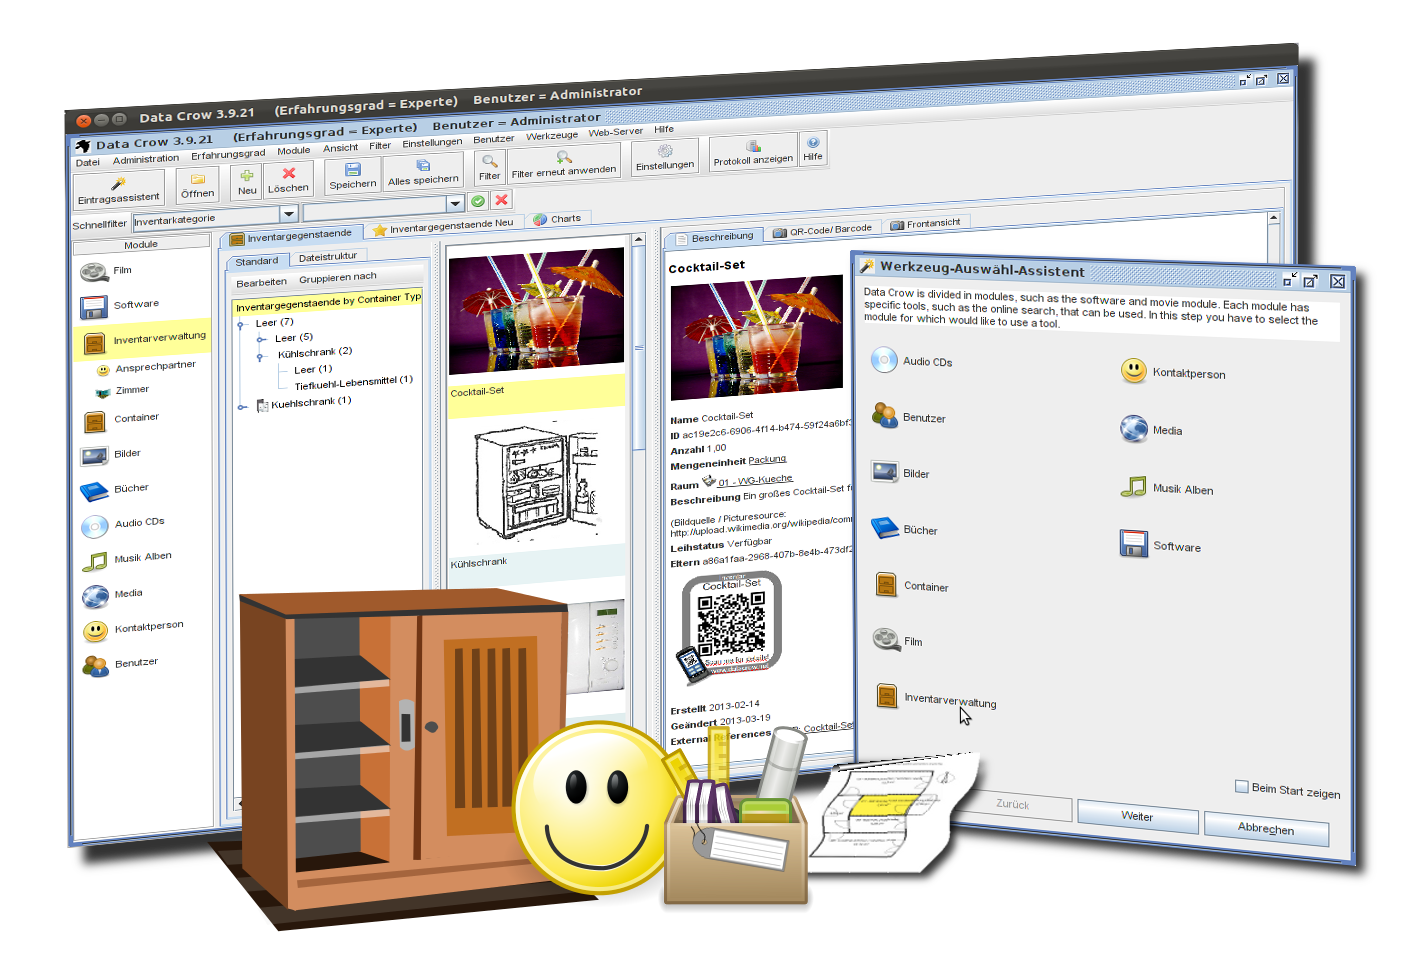 Data Crow 3.9.21 (Erfahrungsgrad = Experte) Benutzer = Administrator
Data Crow 3.9.21 (Erfahrungsgrad = Experte) Benutzer = Administrator
Datei Administration Erfahrungsgrad Module Ansicht Filter Einstellungen Benutzer Werkzeuge Web-Server Hilfe
Eintragsassistent Öffnen Neu Löschen Speichern Alles speichern Filter Filter erneut anwenden Einstellungen Protokoll anzeigen Hilfe
Schnellfilter Inventarkategorie
Module
Film
Software
Inventarverwaltung
Ansprechpartner
Zimmer
Container
Bilder
Bücher
Audio CDs
Musik Alben
Media
Kontaktperson
Benutzer
Inventargegenstaende Inventargegenstaende Neu Charts
Standard Dateistruktur
Bearbeiten Gruppieren nach
Inventargegenstaende by Container Typ
Leer (7)
Leer (5)
Kühlschrank (2)
Leer (1)
Tiefkuehl-Lebensmittel (1)
Kuehlschrank (1)
Cocktail-Set
Kühlschrank
Beschreibung QR-Code/ Barcode Frontansicht
Cocktail-Set
Name Cocktail-Set
ID ac19e2c6-6906-4f14-b474-59f24a6bf
Anzahl 1,00
Mengeneinheit Packung
Raum 01 - WG-Kueche
Beschreibung Ein großes Cocktail-Set
(Bildquelle / Picturesource:
http://upload.wikimedia.org/wikipedia/com
Leihstatus Verfügbar
Eltern a86a1faa-2968-407b-8e4b-473df2
Cocktail-Set
Scan me for details!
www.datacrow.net
Erstellt 2013-02-14
Geändert 2013-03-19
External References Cocktail-Set
Werkzeug-Auswähl-Assistent
Data Crow is divided in modules, such as the software and movie module. Each module has
specific tools, such as the online search, that can be used. In this step you have to select the
module for which would like to use a tool.
Audio CDs
Benutzer
Bilder
Bücher
Container
Film
Inventarverwaltung
Kontaktperson
Media
Musik Alben
Software
Beim Start zeigen
Zurück Weiter Abbrechen